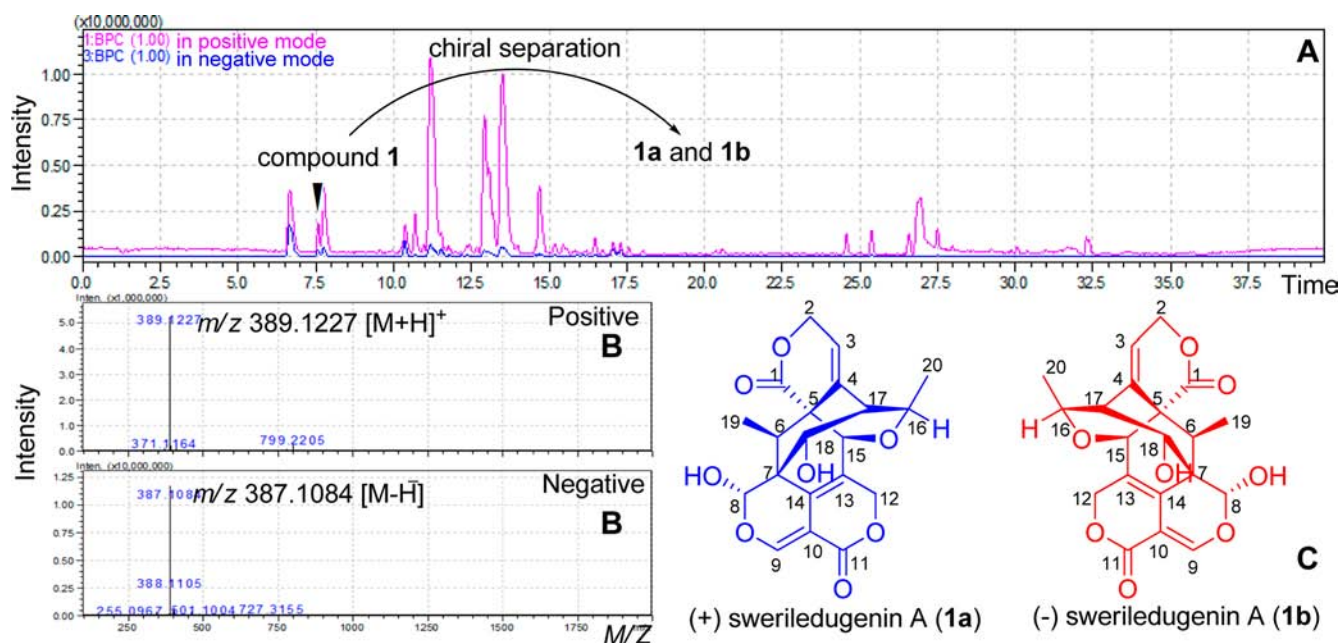 (x10,000,000)
1:BPC (1.00) in positive mode
3:BPC (1.00) in negative mode
chiral separation
A
Intensity
1.00
0.75
0.50
0.25
0.00
compound 1
1a and 1b
0.0 2.5 5.0 7.5 10.0 12.5 15.0 17.5 20.0 22.5 25.0 27.5 30.0 32.5 35.0 37.5 Time
Inten. (x1,000,000)
389.1227
m/z 389.1227 [M+H]+
Positive
B
5.0
4.0
3.0
2.0
1.0
0.0
371.1164 799.2205
Intensity
Inten. (x10,000,000)
387.1084
m/z 387.1084 [M-H]-
Negative
B
1.25
1.00
0.75
0.50
0.25
0.00
388.1105
255.0967 501.1004 727.3155
250 500 750 1000 1250 1500 1750
M/Z
2
O
3
1
O
4
20
5
17
19
6
16
H
O
18
15
HO
7
OH
8
14
13
12
O
10
O
9
11
O
(+) sweriledugenin A (1a)
2
3
O
20
4
1
O
5
17
H
16
6
19
O
18
15
OH
7
OH
12
13
14
8
O
10
O
11
9
O
C
(-) sweriledugenin A (1b)